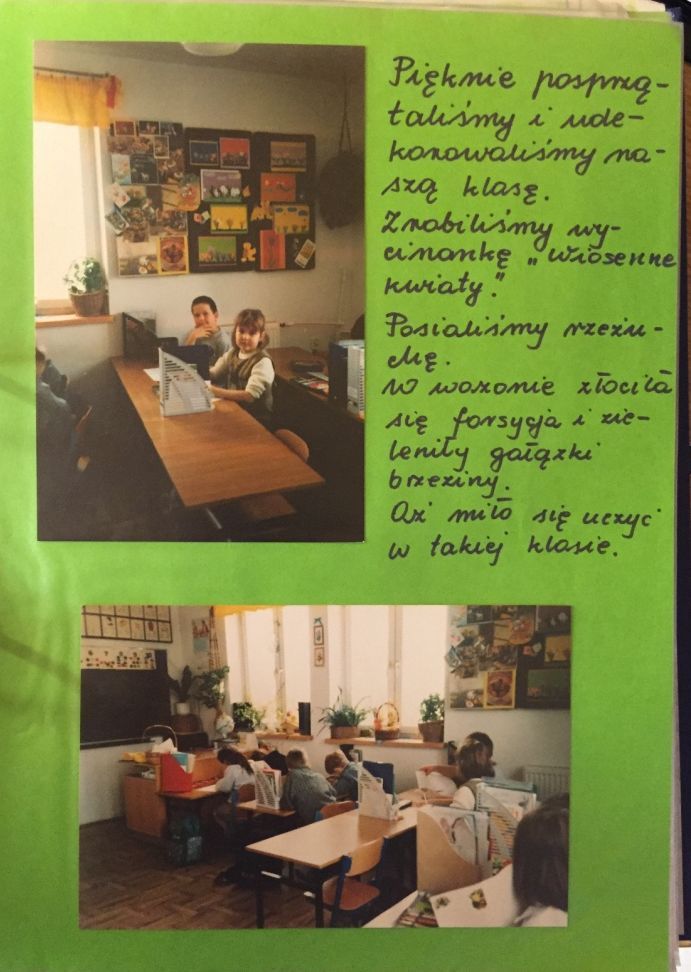 Pięknie posprzą-
taliśmy i ude-
korowaliśmy na-
szą klasę.
Zrobiliśmy wy-
cinankę „Wiosenne
kwiaty."
Posialiśmy rzeżu-
chę.
W wazonie złociła
się forsycja i zie-
leniły gałązki
brzeziny.
Aż miło się uczyć
w takiej klasie.